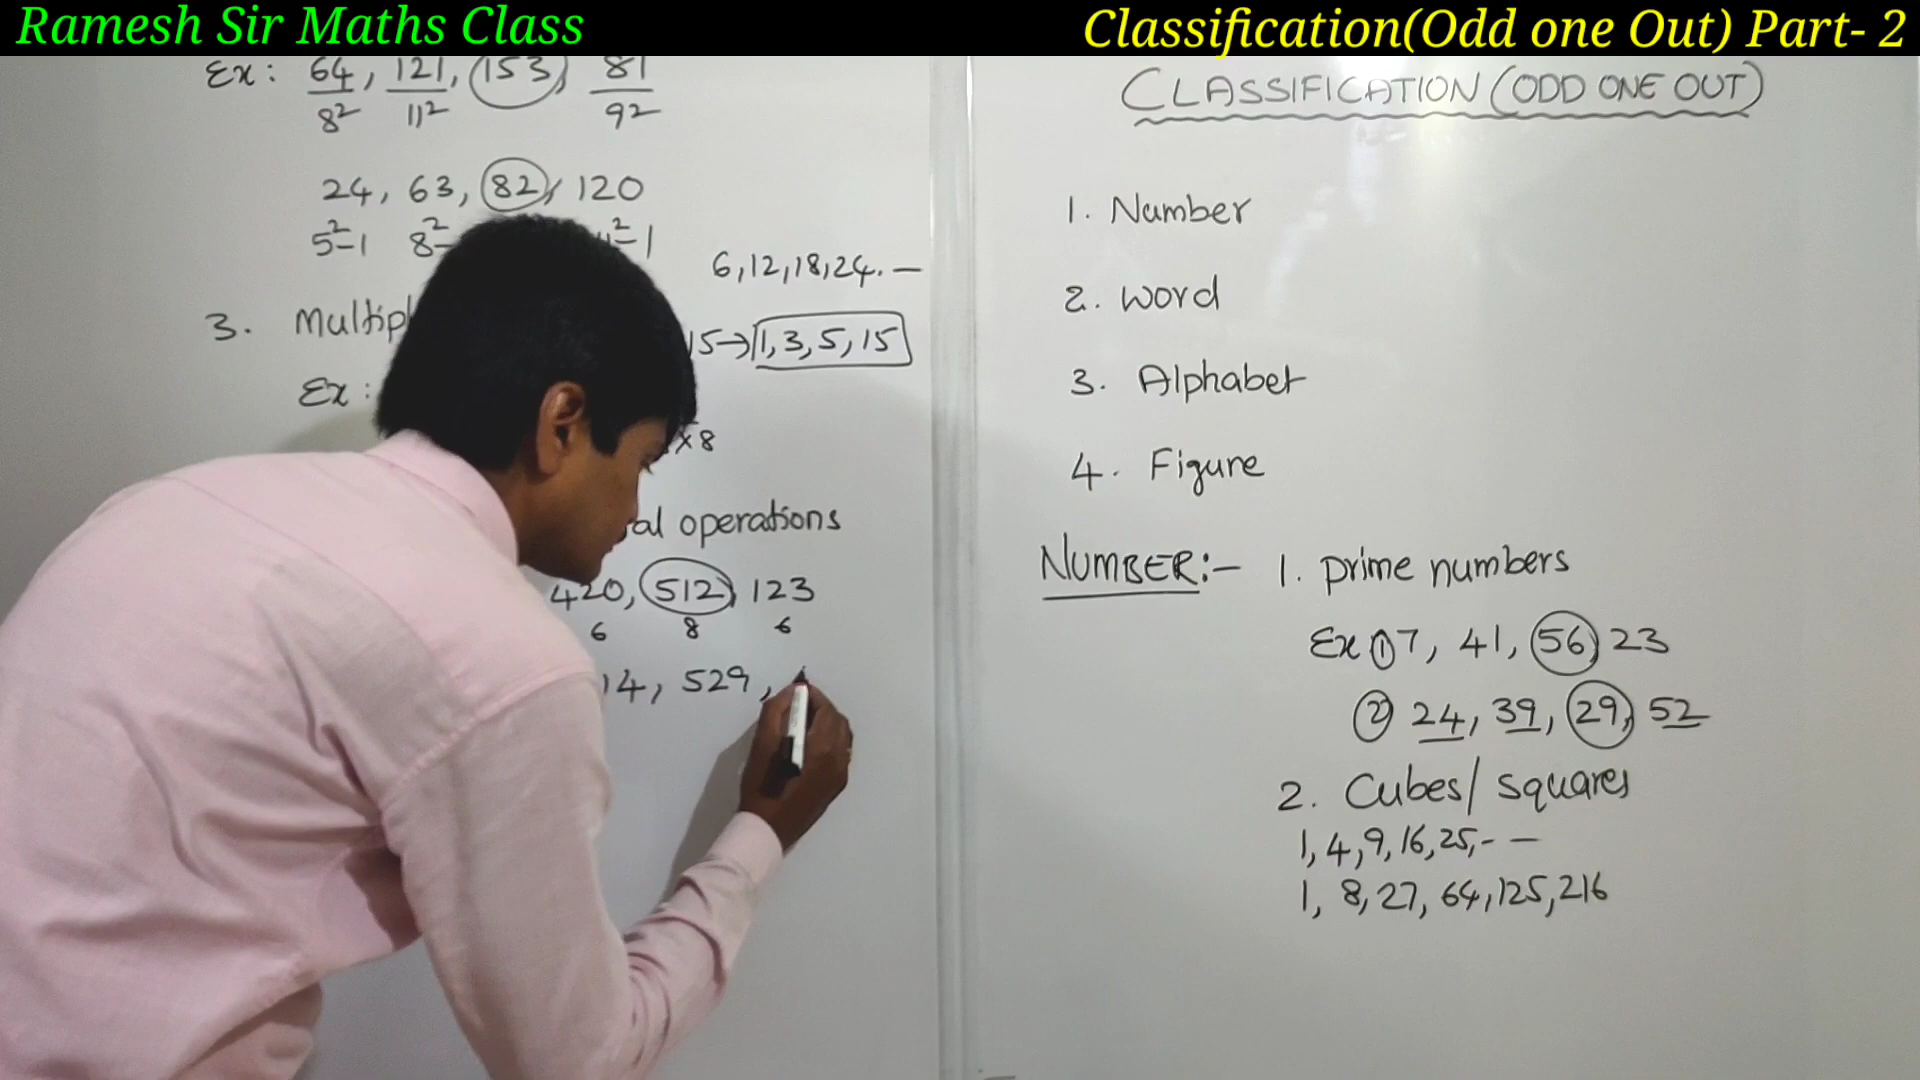 Ramesh Sir Maths Class
Classification(Odd one Out) Part- 2
Ex: 64, 121, 153, 81
8² 11² 9²
24, 63, 82, 120
5²-1 8²- ²-1
6,12,18,24.—
3. Multipl
15→1,3,5,15
Ex:
×8
al operations
420, 512, 123
6 8 6
14, 529,
CLASSIFICATION (ODD ONE OUT)
1. Number
2. Word
3. Alphabet
4. Figure
NUMBER:- 1. prime numbers
Ex ① 7, 41, 56, 23
② 24, 39, 29, 52
2. Cubes/ squares
1,4,9,16,25,- —
1, 8,27, 64,125,216